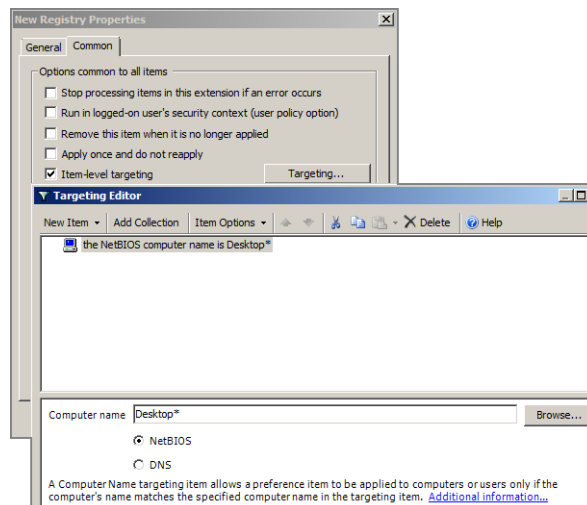 New Registry Properties
General Common
Options common to all items
Stop processing items in this extension if an error occurs
Run in logged-on user's security context (user policy option)
Remove this item when it is no longer applied
Apply once and do not reapply
Item-level targeting Targeting...
Targeting Editor
New Item Add Collection Item Options Delete Help
the NetBIOS computer name is Desktop*
Computer name Desktop* Browse...
NetBIOS
DNS
A Computer Name targeting item allows a preference item to be applied to computers or users only if the
computer's name matches the specified computer name in the targeting item. Additional information...